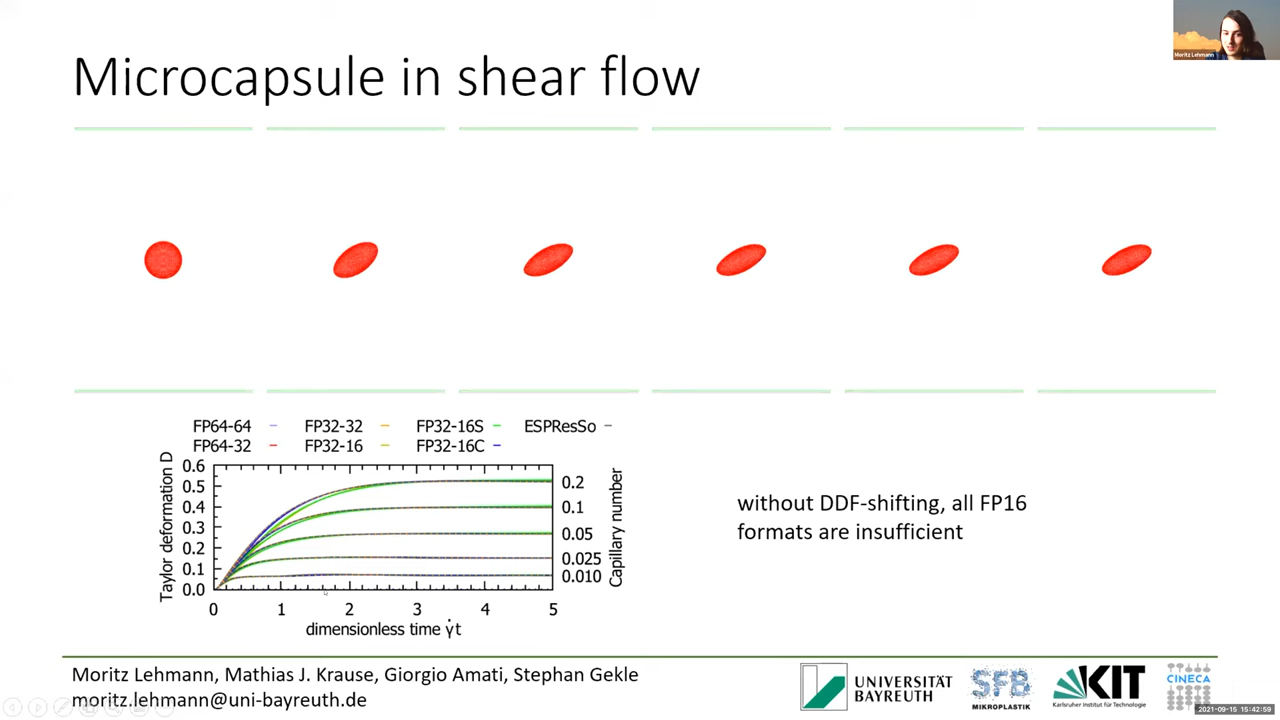 Moritz Lehmann
Microcapsule in shear flow
FP64-64 FP32-32 FP32-16S ESPResSo
FP64-32 FP32-16 FP32-16C
Taylor deformation D
0.6
0.5
0.4
0.3
0.2
0.1
0.0
0 1 2 3 4 5
dimensionless time γ̇ t
0.2
0.1
0.05
0.025
0.010
Capillary number
without DDF-shifting, all FP16
formats are insufficient
Moritz Lehmann, Mathias J. Krause, Giorgio Amati, Stephan Gekle
moritz.lehmann@uni-bayreuth.de
UNIVERSITÄT
BAYREUTH
SFB
MIKROPLASTIK
KIT
Karlsruher Institut für Technologie
CINECA
2021-09-15 15:42:59